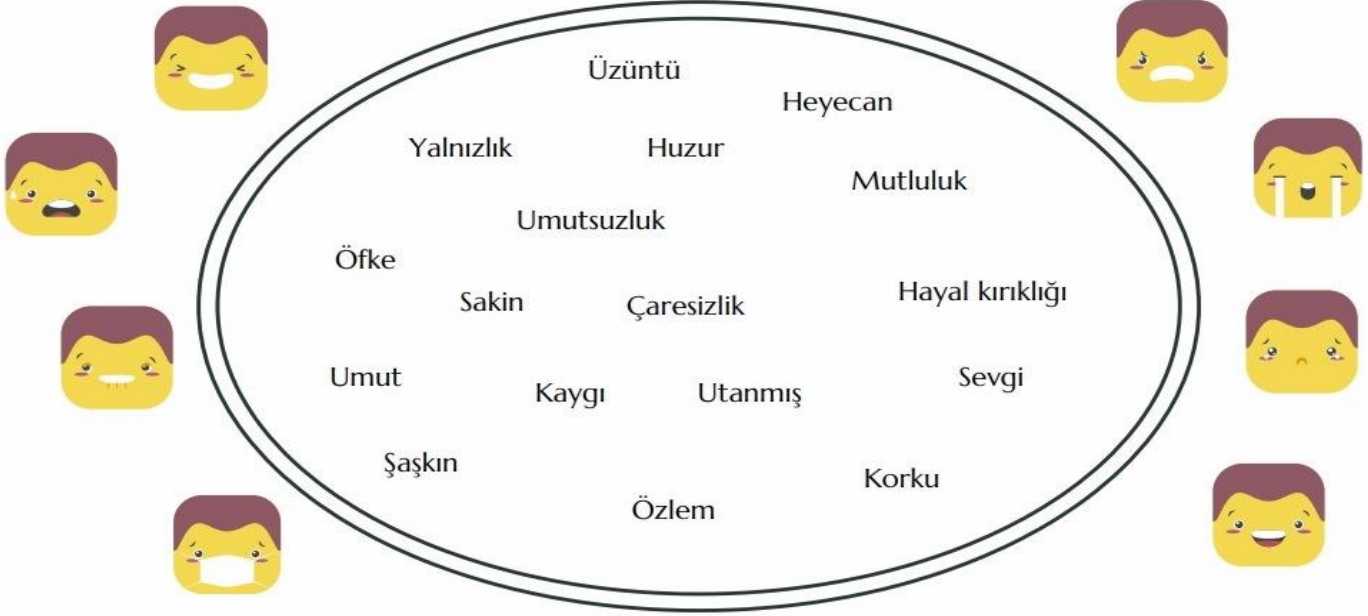 Üzüntü
Heyecan
Yalnızlık
Huzur
Mutluluk
Umutsuzluk
Öfke
Hayal kırıklığı
Sakin
Çaresizlik
Umut
Sevgi
Kaygı
Utanmış
Şaşkın
Korku
Özlem